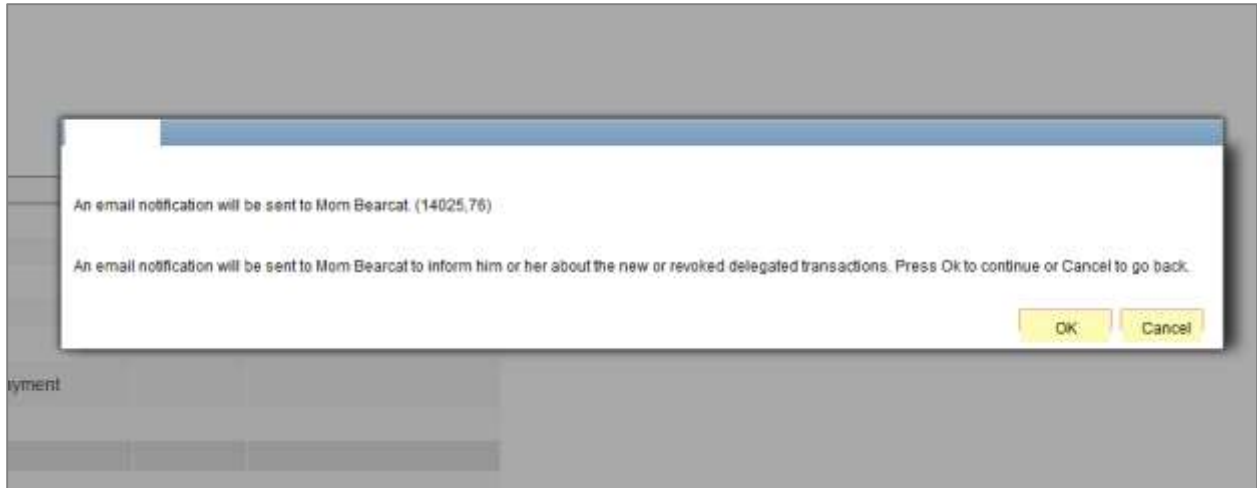 An email notification will be sent to Mom Bearcat. (14025,76)
An email notification will be sent to Mom Bearcat to inform him or her about the new or revoked delegated transactions. Press Ok to continue or Cancel to go back.
OK Cancel
yment